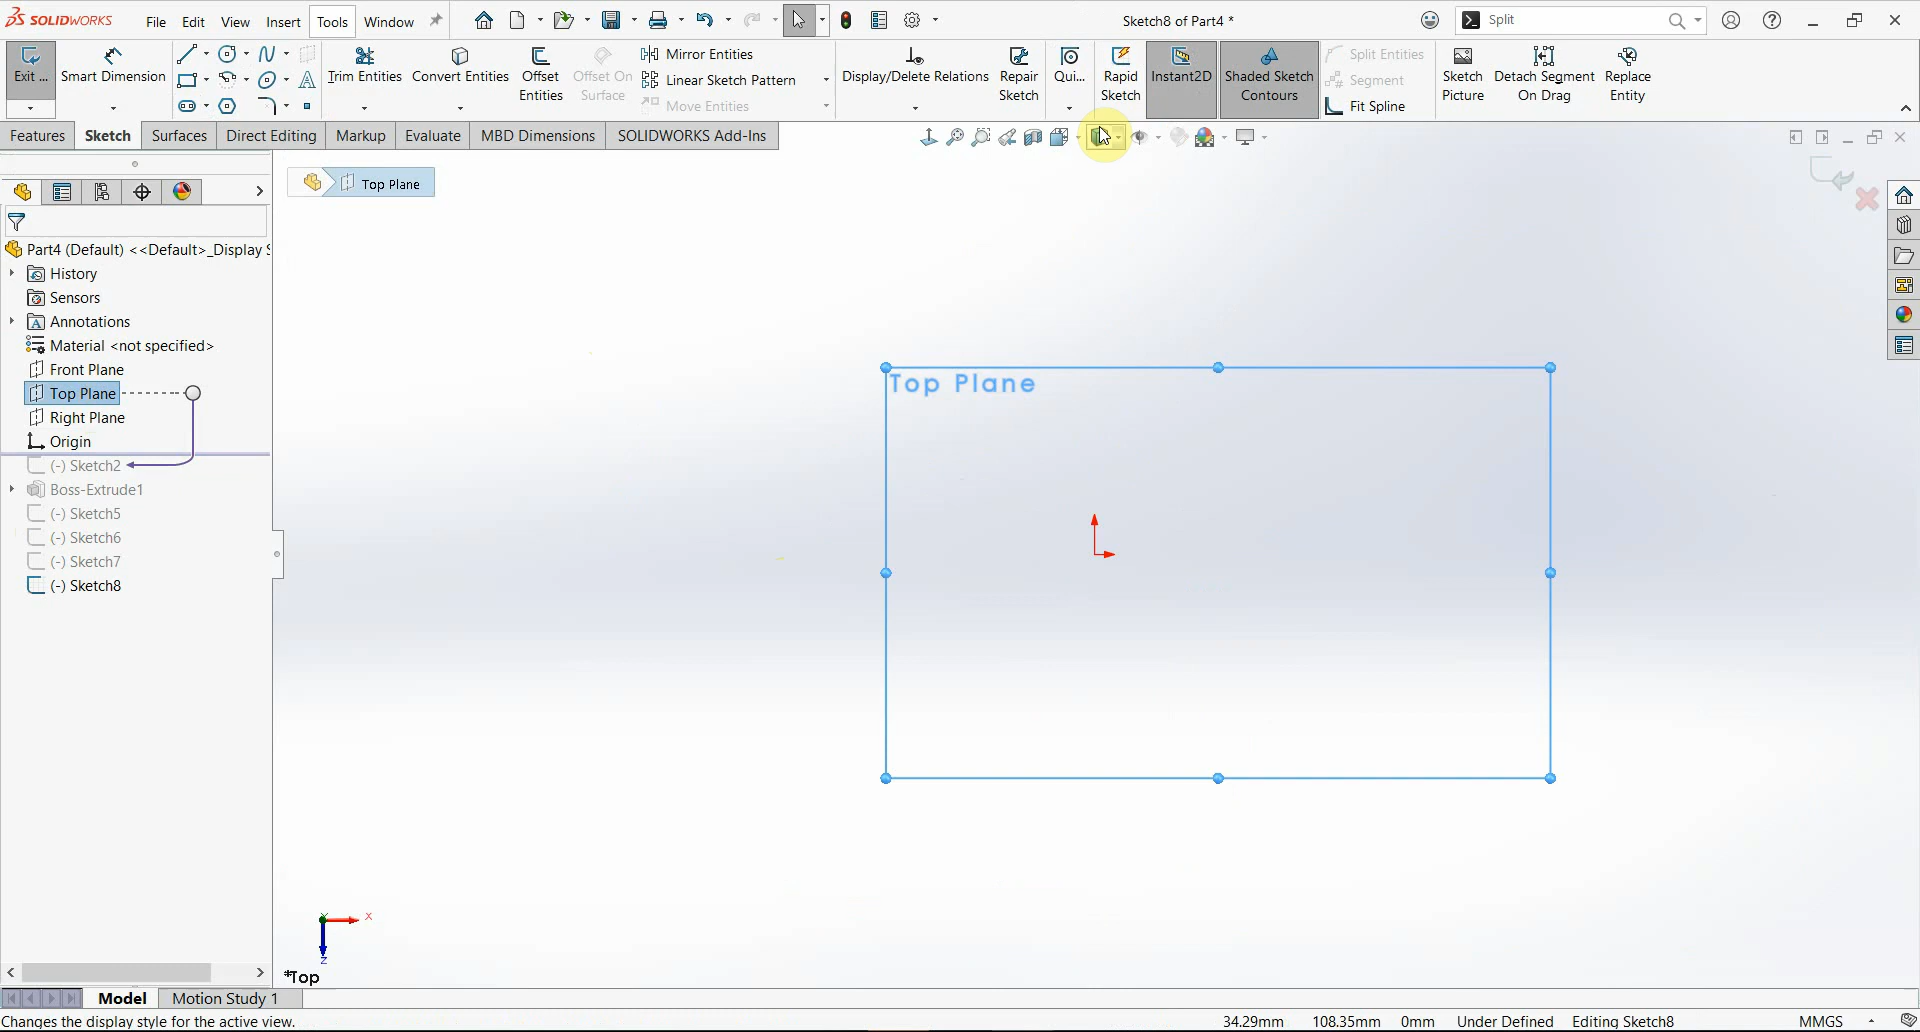 SOLIDWORKS
File Edit View Insert Tools Window
Sketch8 of Part4 *
Split
Exit ...
Smart Dimension
Trim Entities
Convert Entities
Offset Entities
Offset On Surface
Mirror Entities
Linear Sketch Pattern
Move Entities
Display/Delete Relations
Repair Sketch
Qui...
Rapid Sketch
Instant2D
Shaded Sketch Contours
Split Entities
Segment
Fit Spline
Sketch Picture
Detach Segment On Drag
Replace Entity
Features Sketch Surfaces Direct Editing Markup Evaluate MBD Dimensions SOLIDWORKS Add-Ins
Top Plane
Part4 (Default) <<Default>_Display S
History
Sensors
Annotations
Material <not specified>
Front Plane
Top Plane
Right Plane
Origin
(-) Sketch2
Boss-Extrude1
(-) Sketch5
(-) Sketch6
(-) Sketch7
(-) Sketch8
Top Plane
Y
X
Z
*Top
Model Motion Study 1
Changes the display style for the active view.
34.29mm 108.35mm 0mm Under Defined Editing Sketch8 MMGS